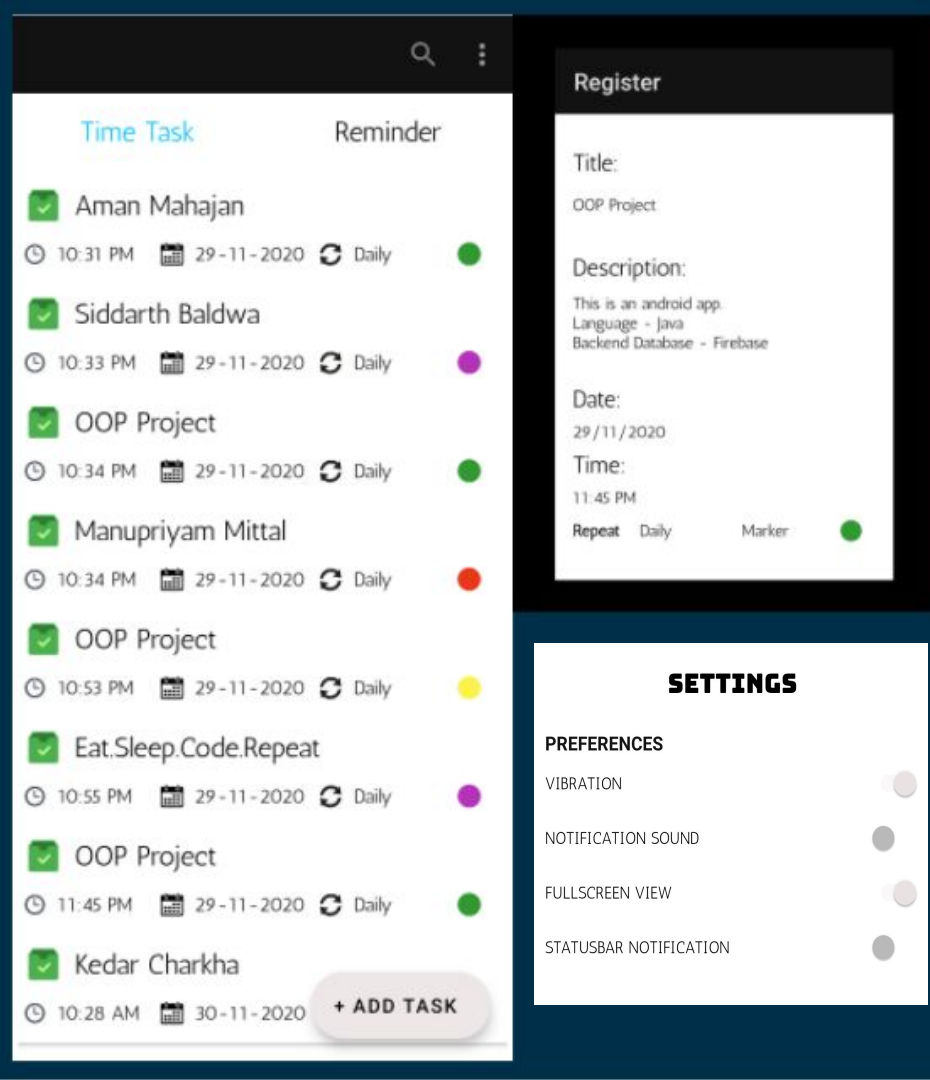 Time Task Reminder
Aman Mahajan
10:31 PM 29-11-2020 Daily
Siddarth Baldwa
10:33 PM 29-11-2020 Daily
OOP Project
10:34 PM 29-11-2020 Daily
Manupriyam Mittal
10:34 PM 29-11-2020 Daily
OOP Project
10:53 PM 29-11-2020 Daily
Eat.Sleep.Code.Repeat
10:55 PM 29-11-2020 Daily
OOP Project
11:45 PM 29-11-2020 Daily
Kedar Charkha
10:28 AM 30-11-2020
+ ADD TASK
Register
Title:
OOP Project
Description:
This is an android app.
Language - Java
Backend Database - Firebase
Date:
29/11/2020
Time:
11:45 PM
Repeat Daily Marker
SETTINGS
PREFERENCES
VIBRATION
NOTIFICATION SOUND
FULLSCREEN VIEW
STATUSBAR NOTIFICATION